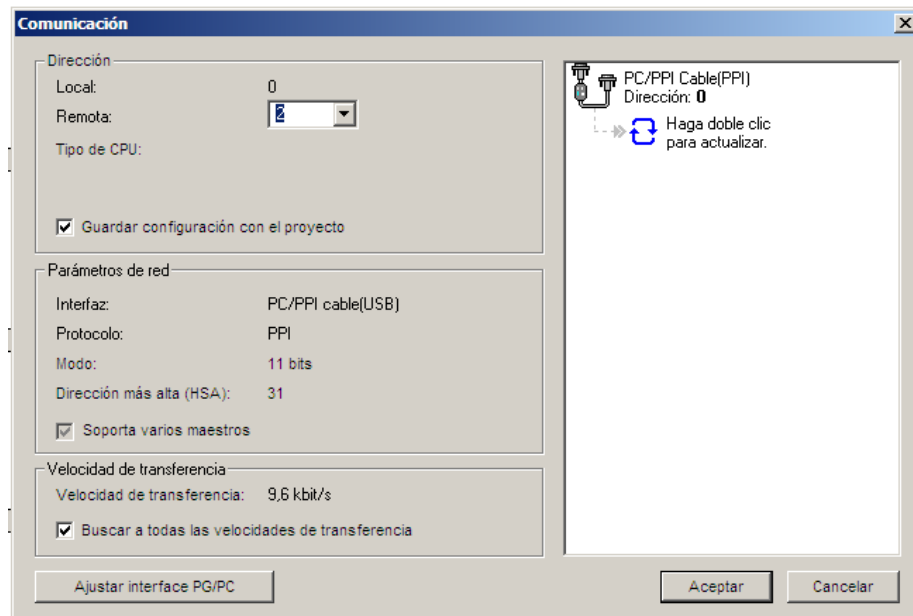 Comunicación
Dirección
Local: 0
Remota: 2
Tipo de CPU:
Guardar configuración con el proyecto
Parámetros de red
Interfaz: PC/PPI cable(USB)
Protocolo: PPI
Modo: 11 bits
Dirección más alta (HSA): 31
Soporta varios maestros
Velocidad de transferencia
Velocidad de transferencia: 9,6 kbit/s
Buscar a todas las velocidades de transferencia
Ajustar interface PG/PC
PC/PPI Cable(PPI)
Dirección: 0
Haga doble clic
para actualizar.
Aceptar
Cancelar